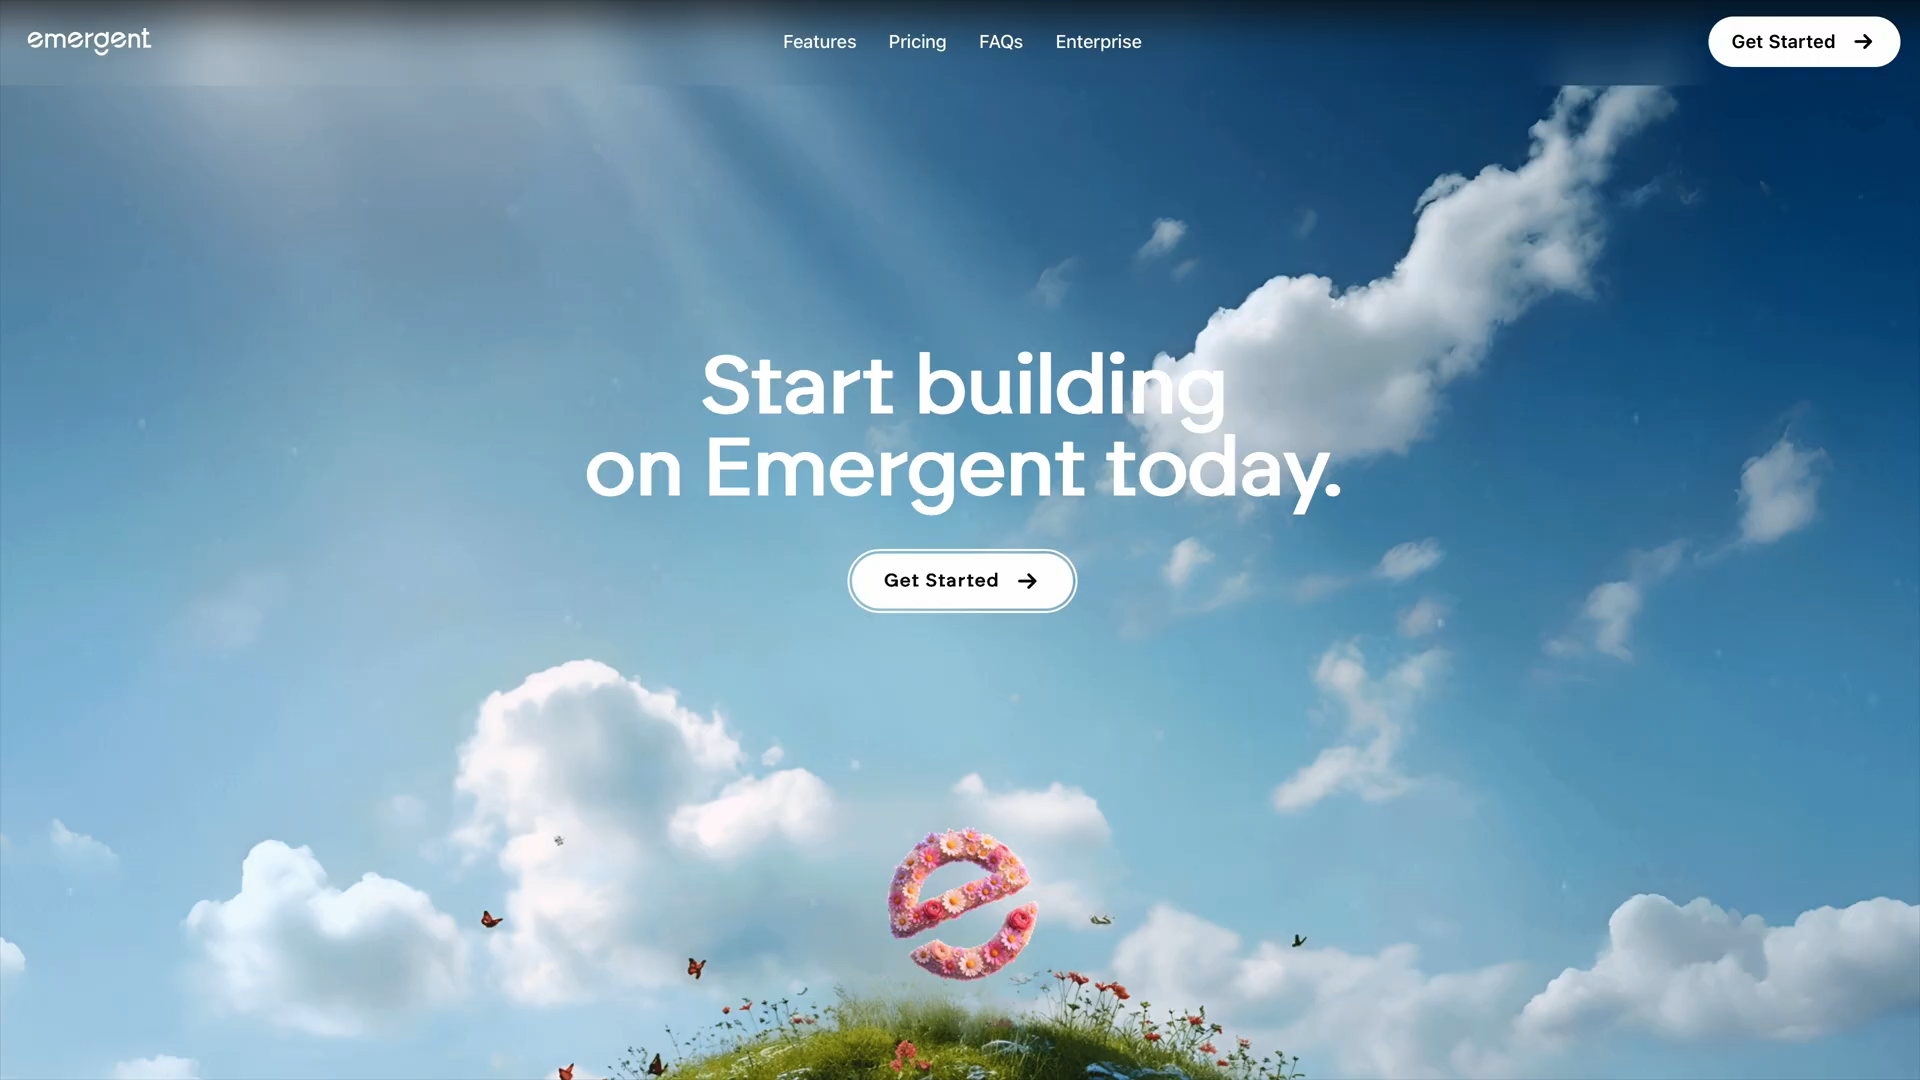 emergent
Features
Pricing
FAQs
Enterprise
Get Started
Start building
on Emergent today.
Get Started
e